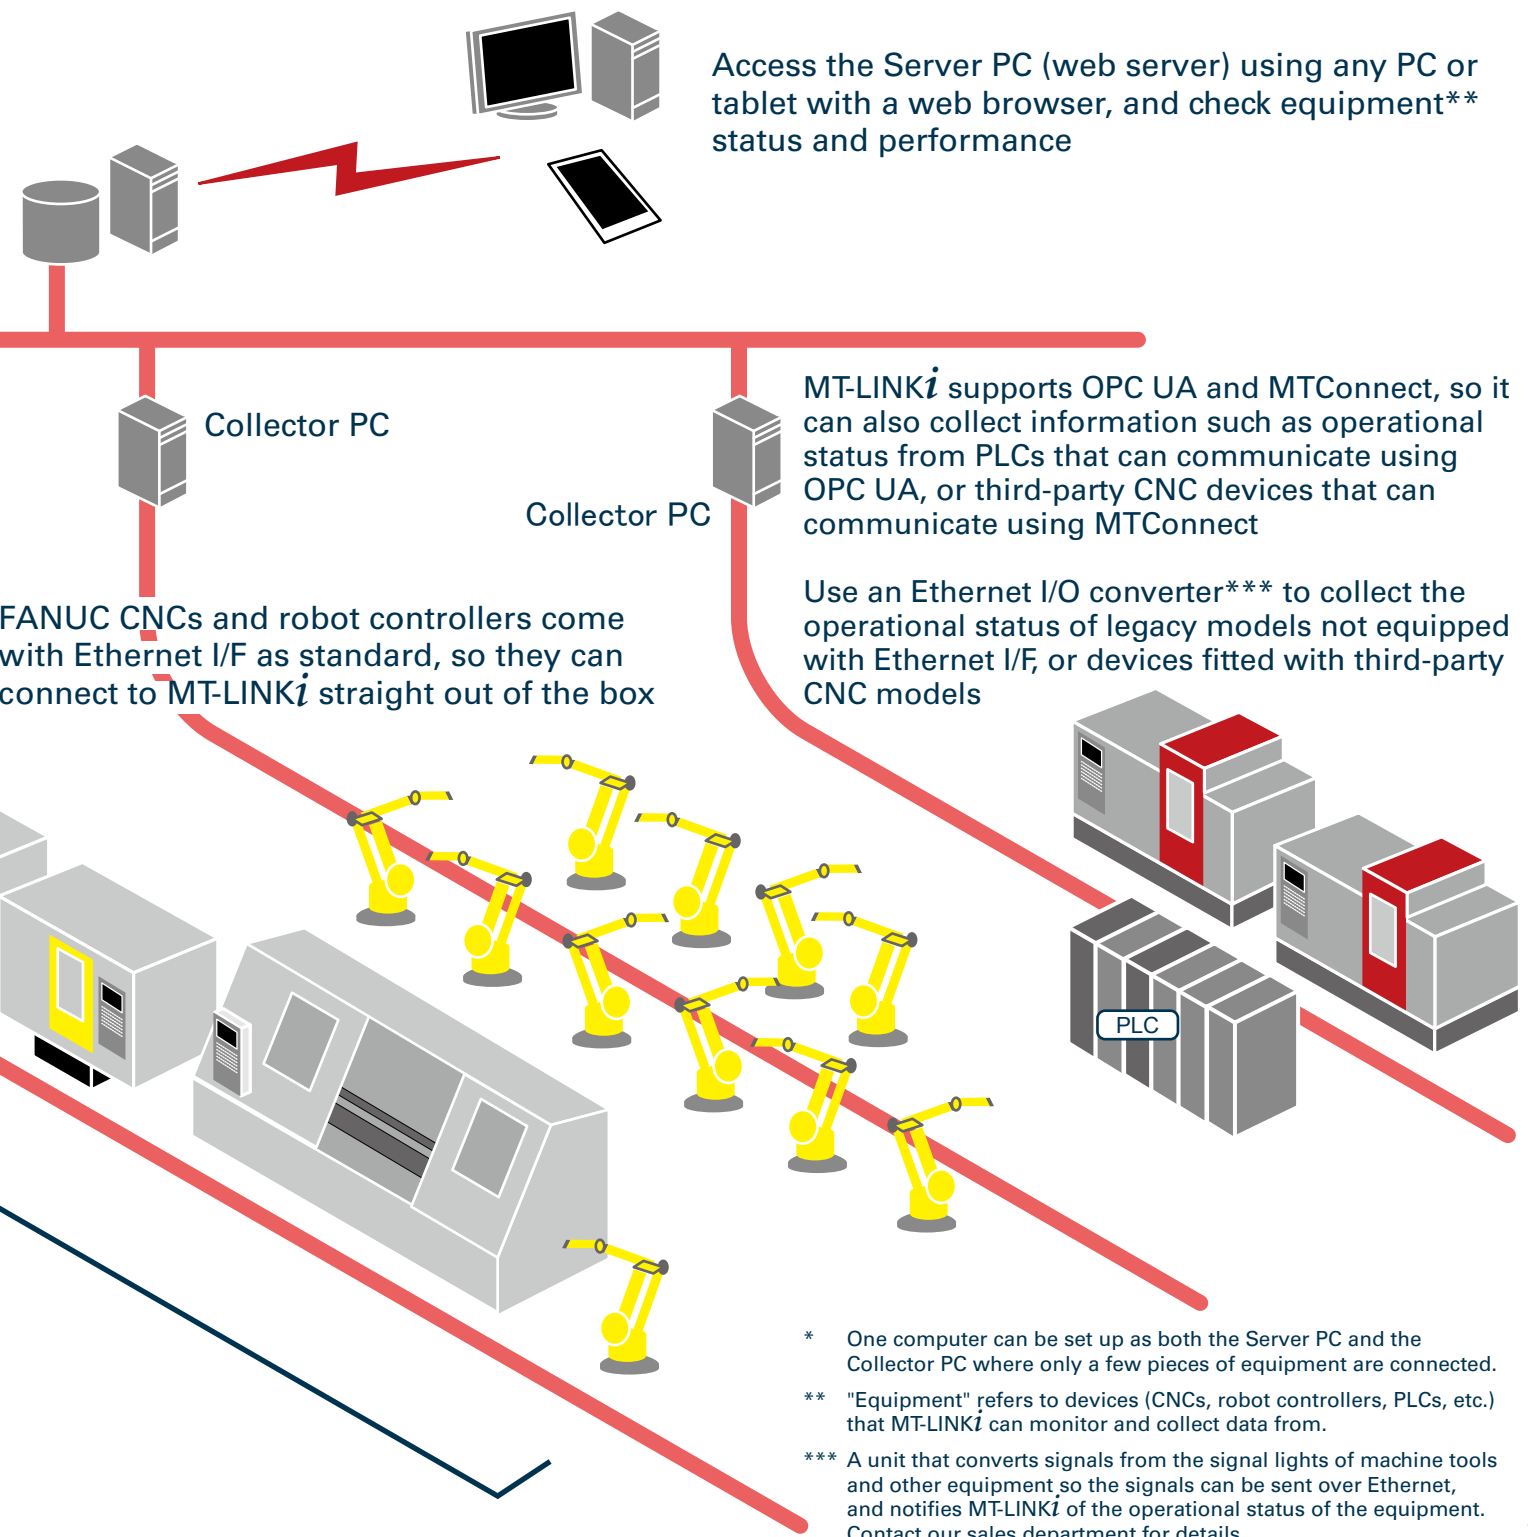 Access the Server PC (web server) using any PC or
tablet with a web browser, and check equipment**
status and performance
Collector PC
Collector PC
MT-LINKi supports OPC UA and MTConnect, so it
can also collect information such as operational
status from PLCs that can communicate using
OPC UA, or third-party CNC devices that can
communicate using MTConnect
Use an Ethernet I/O converter*** to collect the
operational status of legacy models not equipped
with Ethernet I/F, or devices fitted with third-party
CNC models
FANUC CNCs and robot controllers come
with Ethernet I/F as standard, so they can
connect to MT-LINKi straight out of the box
PLC
* One computer can be set up as both the Server PC and the
Collector PC where only a few pieces of equipment are connected.
** "Equipment" refers to devices (CNCs, robot controllers, PLCs, etc.)
that MT-LINKi can monitor and collect data from.
*** A unit that converts signals from the signal lights of machine tools
and other equipment so the signals can be sent over Ethernet,
and notifies MT-LINKi of the operational status of the equipment.
Contact our sales department for details.